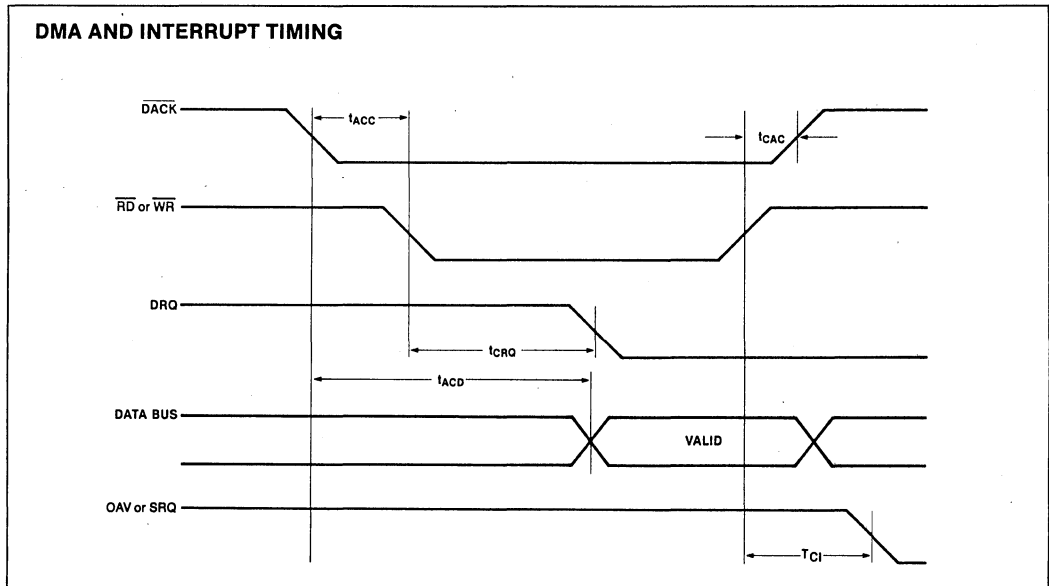 DMA AND INTERRUPT TIMING
DACK
tACC
tCAC
RD or WR
DRQ
tCRQ
tACD
DATA BUS
VALID
OAV or SRQ
TCI